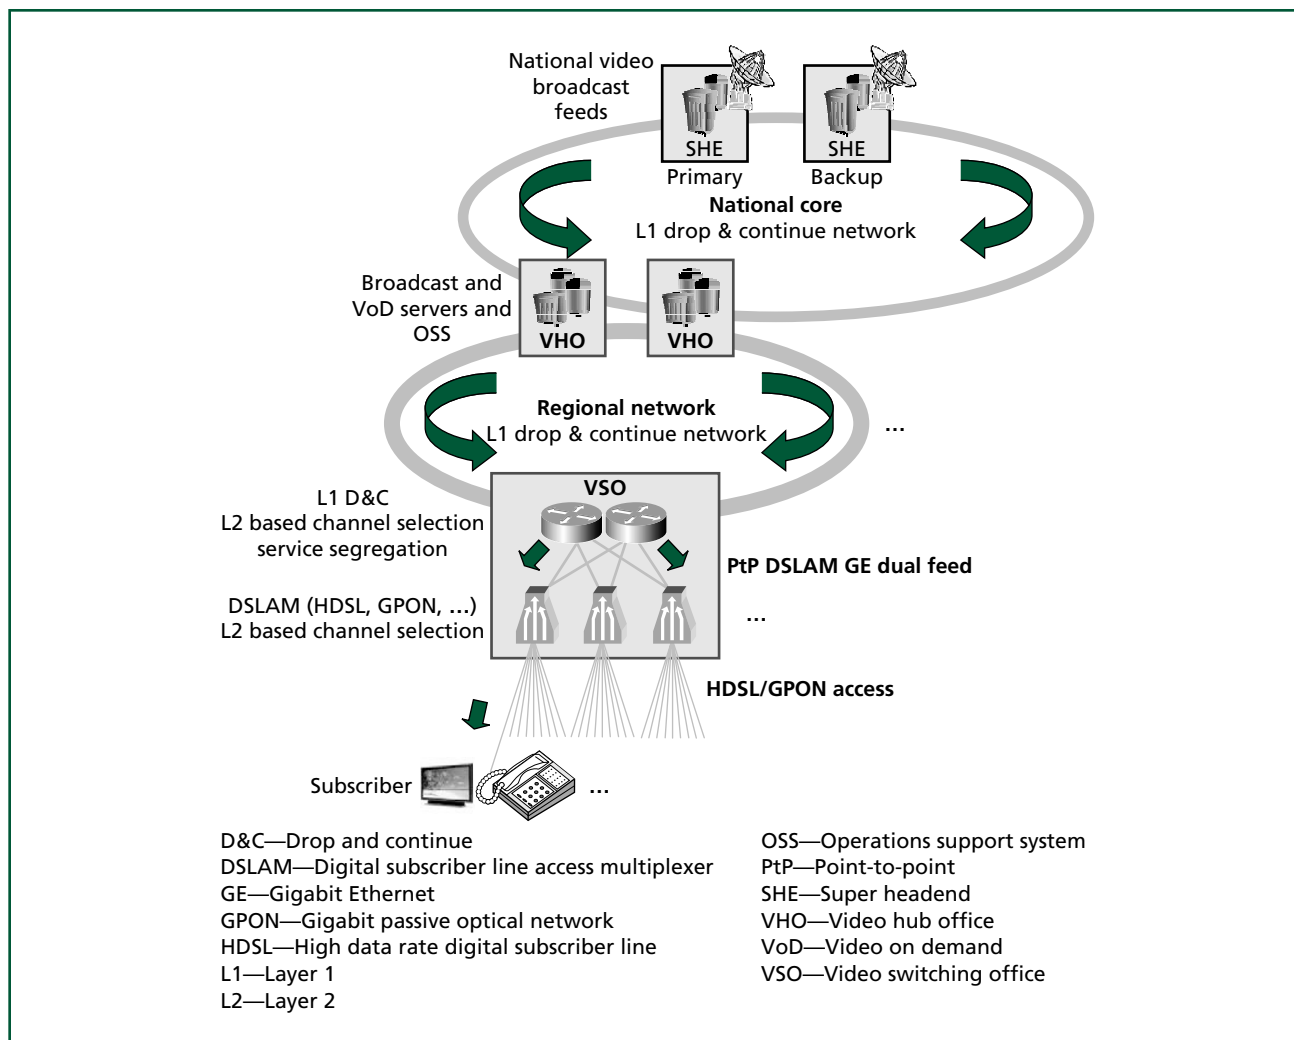 National video
broadcast
feeds
SHE
SHE
Primary
Backup
National core
L1 drop & continue network
Broadcast and
VoD servers and
OSS
VHO
VHO
Regional network
L1 drop & continue network
...
VSO
L1 D&C
L2 based channel selection
service segregation
PtP DSLAM GE dual feed
DSLAM (HDSL, GPON, ...)
L2 based channel selection
...
HDSL/GPON access
Subscriber
...
D&C—Drop and continue
DSLAM—Digital subscriber line access multiplexer
GE—Gigabit Ethernet
GPON—Gigabit passive optical network
HDSL—High data rate digital subscriber line
L1—Layer 1
L2—Layer 2
OSS—Operations support system
PtP—Point-to-point
SHE—Super headend
VHO—Video hub office
VoD—Video on demand
VSO—Video switching office